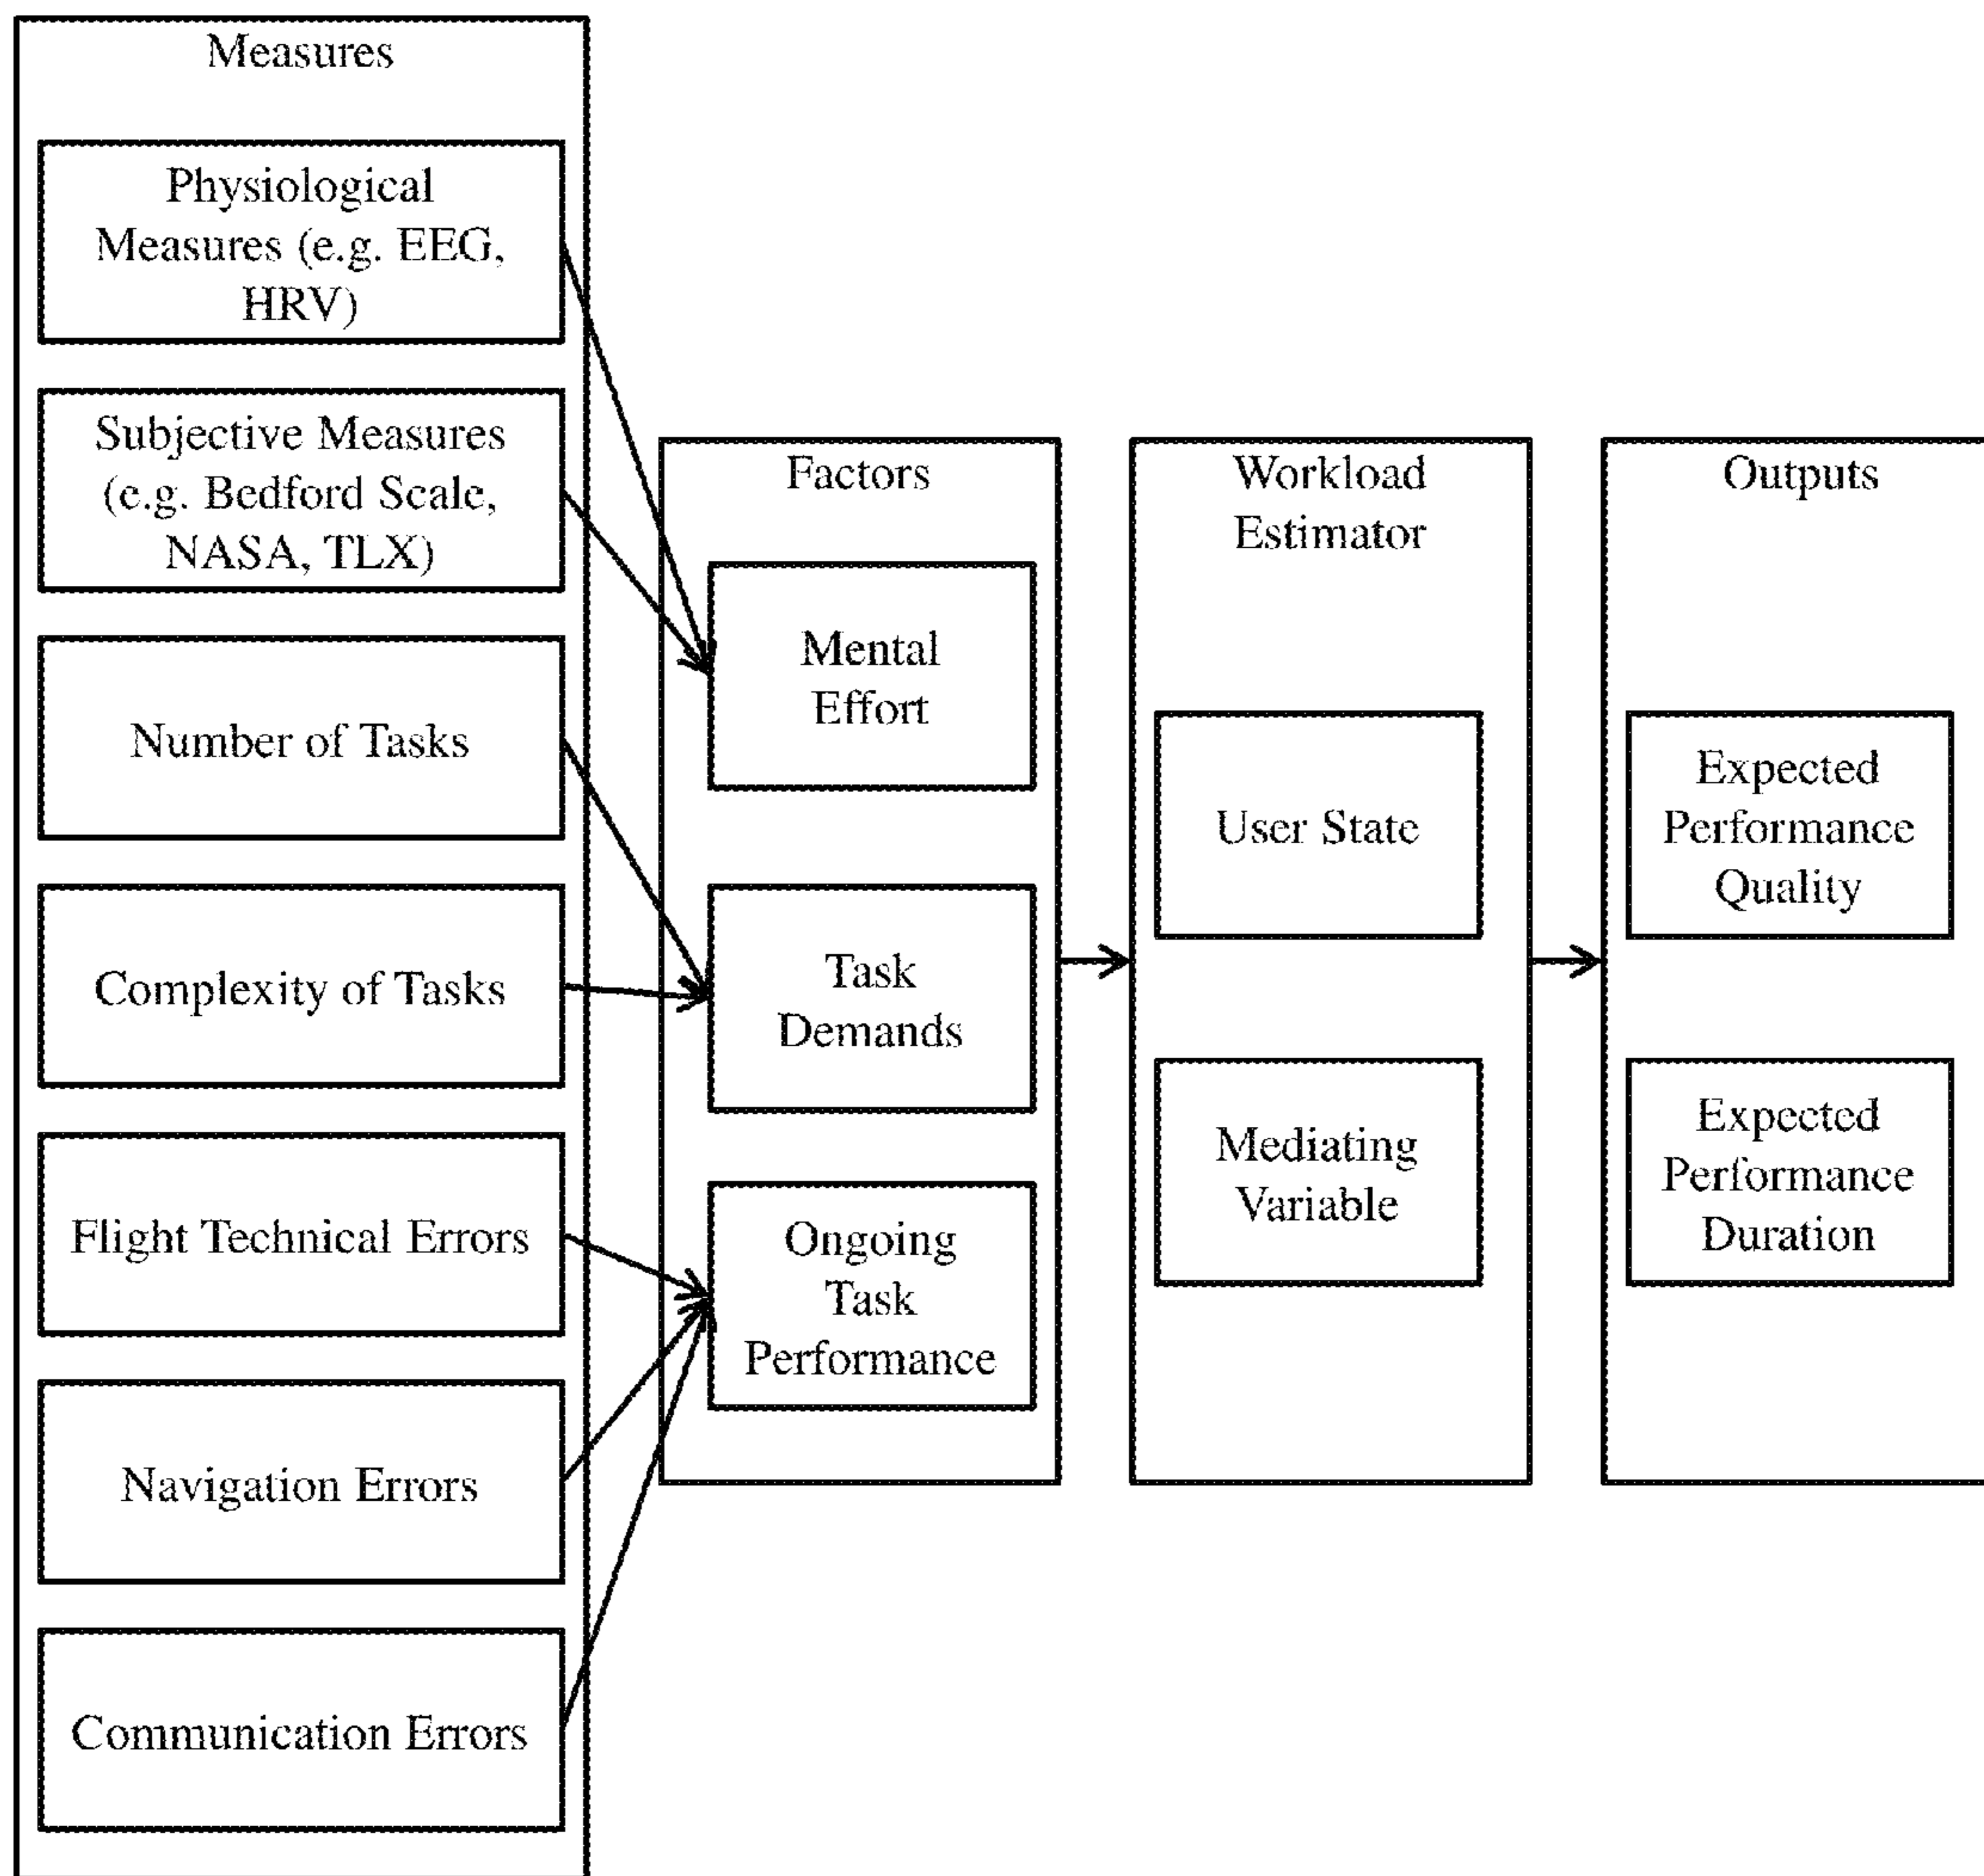 Measures
Physiological
Measures (e.g. EEG,
HRV)
Subjective Measures
(e.g. Bedford Scale,
NASA, TLX)
Number of Tasks
Complexity of Tasks
Flight Technical Errors
Navigation Errors
Communication Errors
Factors
Mental
Effort
Task
Demands
Ongoing
Task
Performance
Workload
Estimator
User State
Mediating
Variable
Outputs
Expected
Performance
Quality
Expected
Performance
Duration